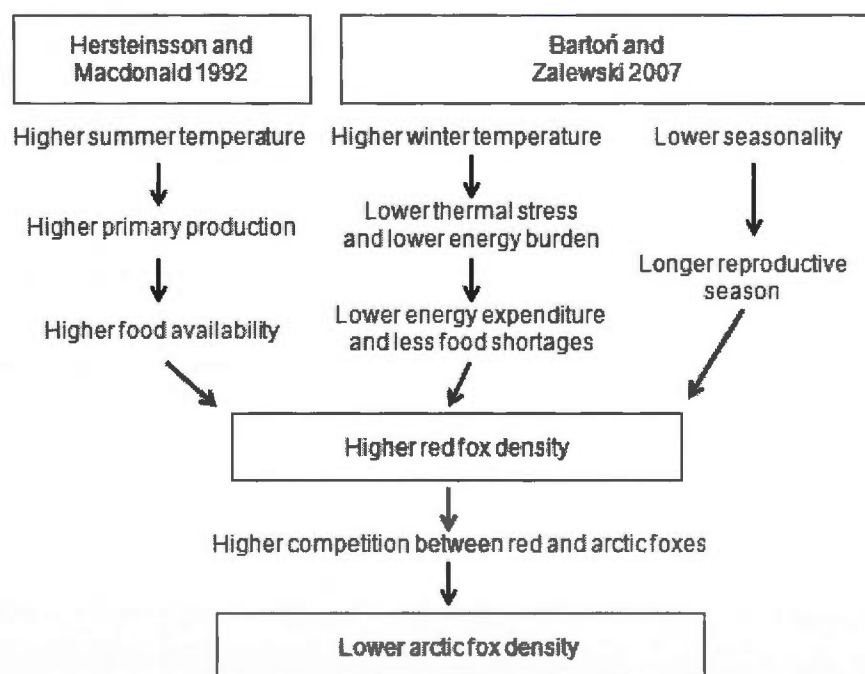 Hersteinsson and
Macdonald 1992
Bartoń and
Zalewski 2007
Higher summer temperature
Higher winter temperature
Lower seasonality
Higher primary production
Lower thermal stress
and lower energy burden
Longer reproductive
season
Higher food availability
Lower energy expenditure
and less food shortages
Higher red fox density
Higher competition between red and arctic foxes
Lower arctic fox density